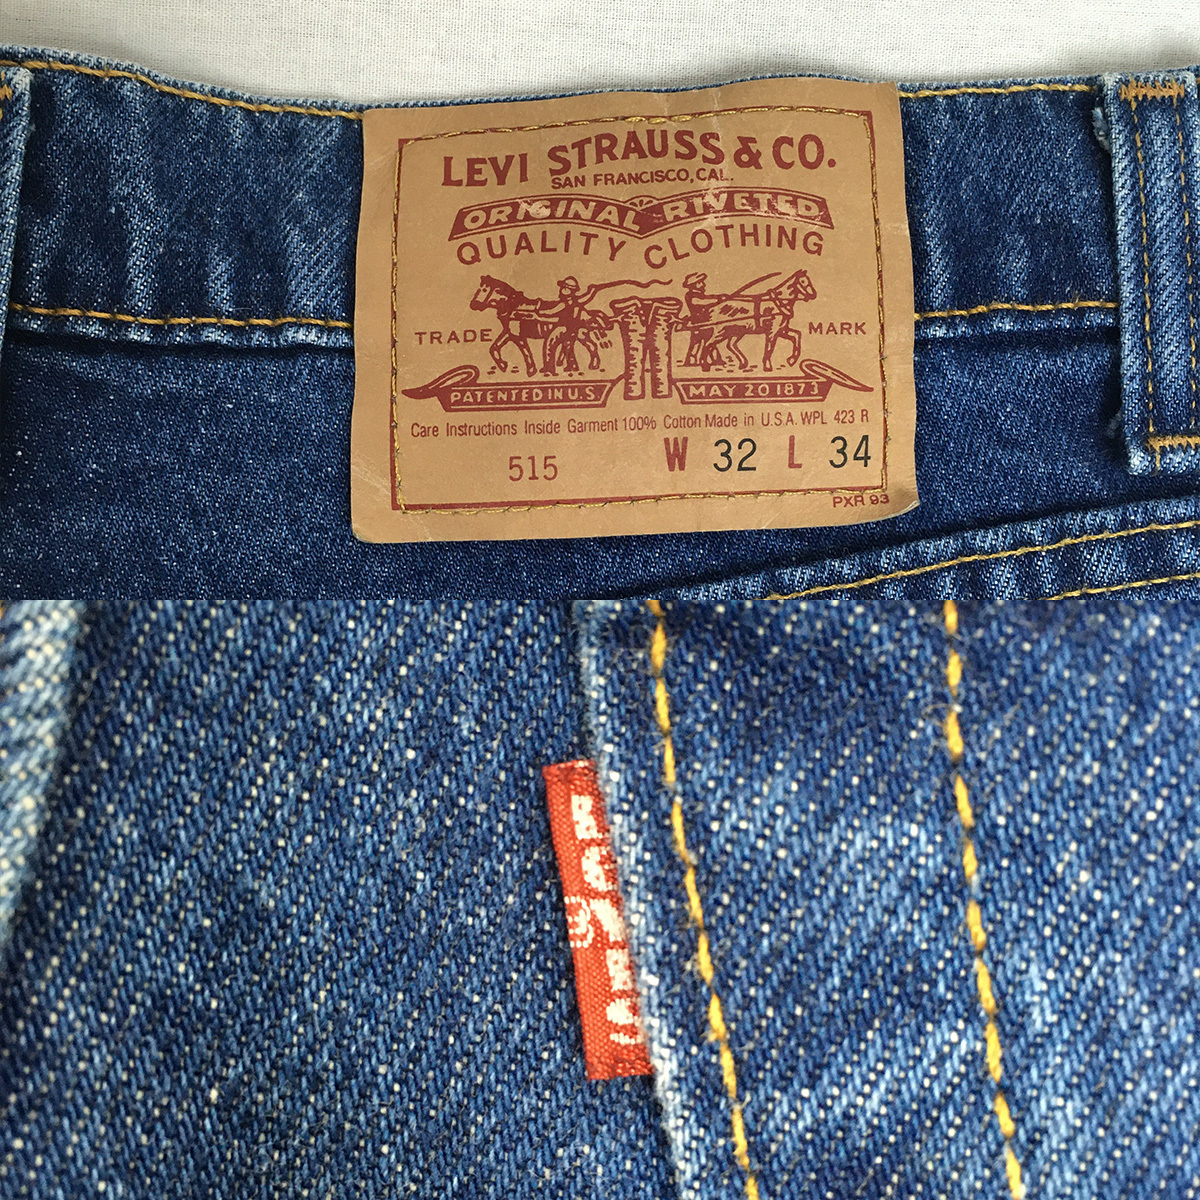 LEVI STRAUSS & CO.
SAN FRANCISCO, CAL.
ORIGINAL RIVETED
QUALITY CLOTHING
TRADE MARK
PATENTED IN U.S. MAY 20 1873
Care Instructions Inside Garment 100% Cotton Made in U.S.A. WPL 423 R
515 W 32 L 34
PXR 93